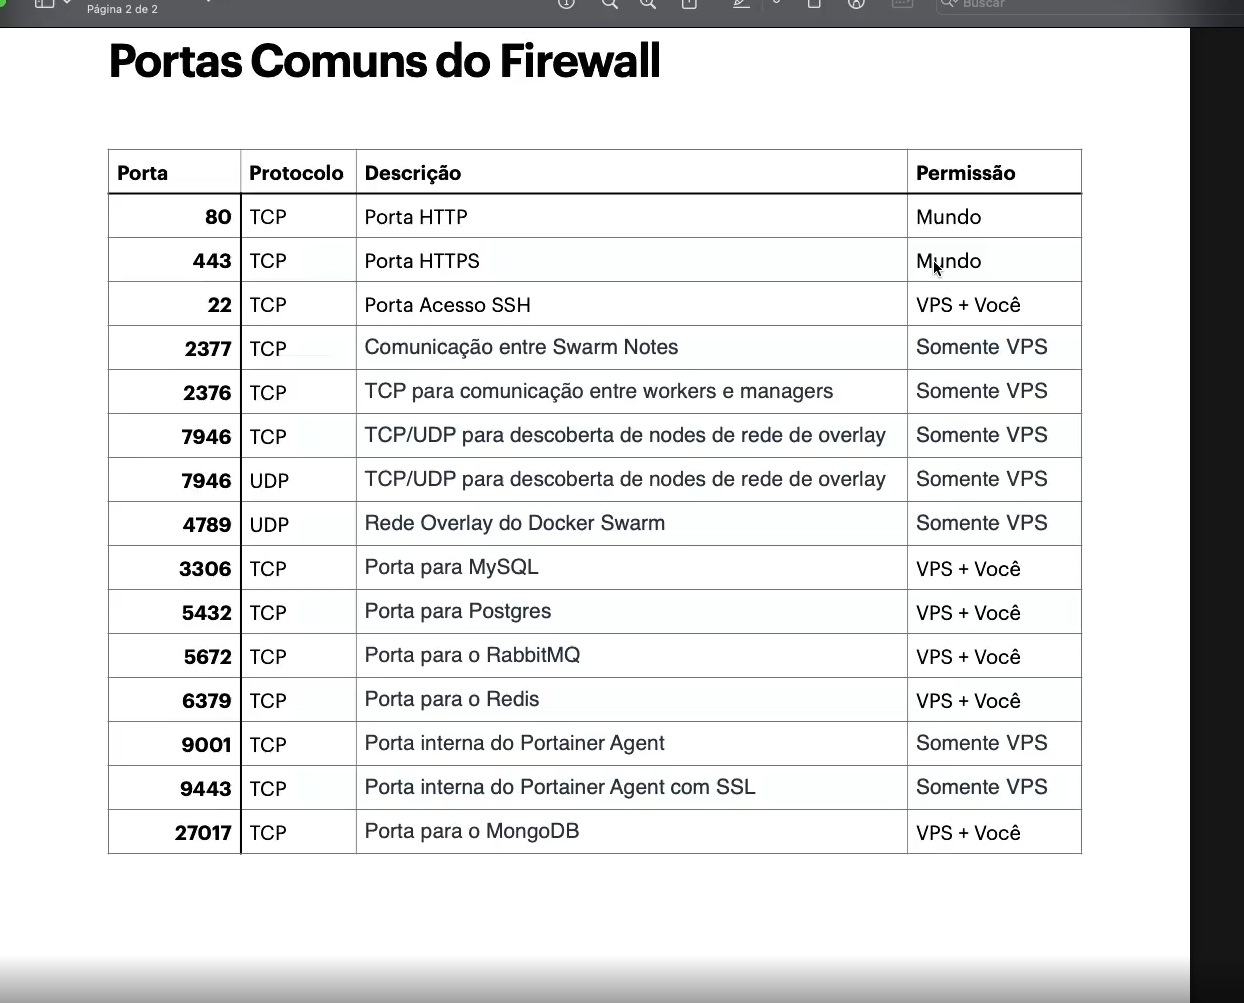 Página 2 de 2
Buscar
Portas Comuns do Firewall
Porta Protocolo Descrição Permissão
80 TCP Porta HTTP Mundo
443 TCP Porta HTTPS Mundo
22 TCP Porta Acesso SSH VPS + Você
2377 TCP Comunicação entre Swarm Notes Somente VPS
2376 TCP TCP para comunicação entre workers e managers Somente VPS
7946 TCP TCP/UDP para descoberta de nodes de rede de overlay Somente VPS
7946 UDP TCP/UDP para descoberta de nodes de rede de overlay Somente VPS
4789 UDP Rede Overlay do Docker Swarm Somente VPS
3306 TCP Porta para MySQL VPS + Você
5432 TCP Porta para Postgres VPS + Você
5672 TCP Porta para o RabbitMQ VPS + Você
6379 TCP Porta para o Redis VPS + Você
9001 TCP Porta interna do Portainer Agent Somente VPS
9443 TCP Porta interna do Portainer Agent com SSL Somente VPS
27017 TCP Porta para o MongoDB VPS + Você